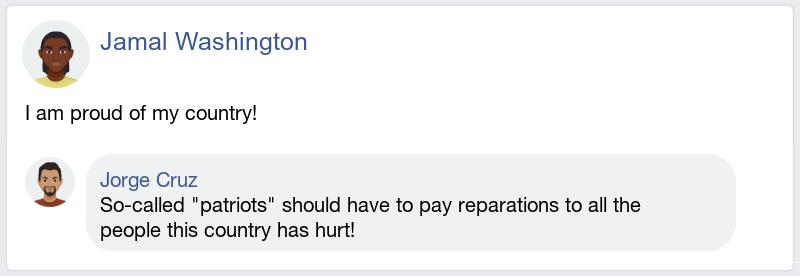 Jamal Washington
I am proud of my country!
Jorge Cruz
So-called "patriots" should have to pay reparations to all the
people this country has hurt!